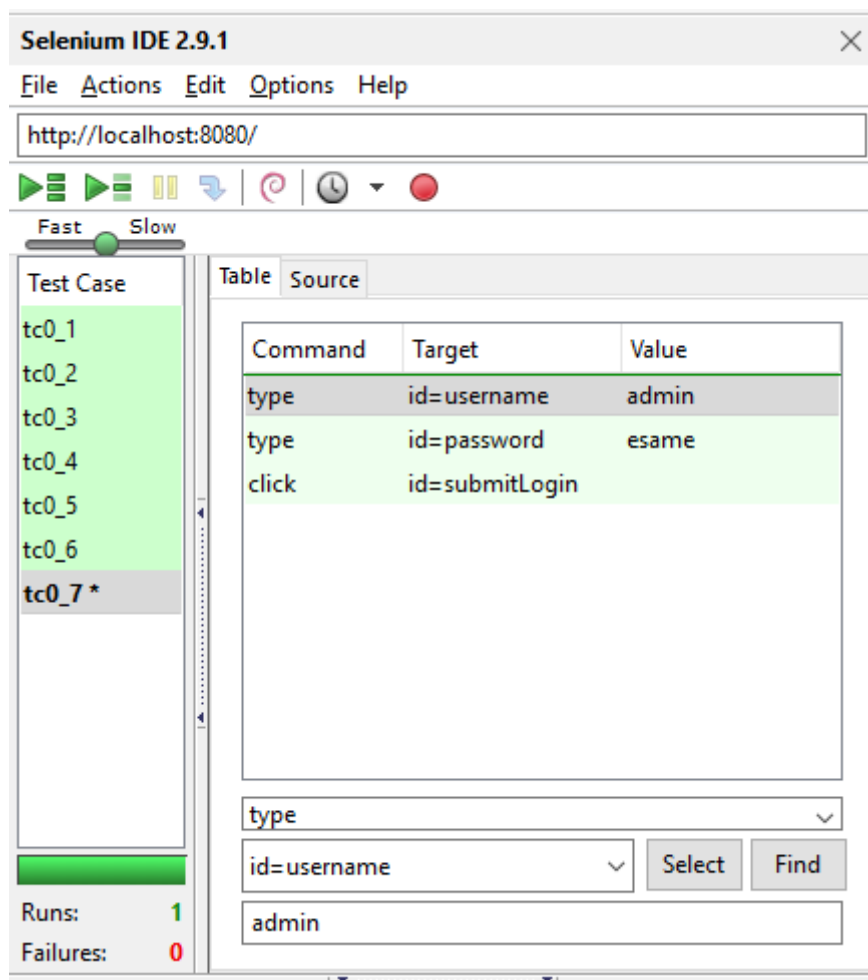 Selenium IDE 2.9.1
File Actions Edit Options Help
http://localhost:8080/
Fast Slow
Test Case
tc0_1
tc0_2
tc0_3
tc0_4
tc0_5
tc0_6
tc0_7 *
Table Source
Command Target Value
type id=username admin
type id=password esame
click id=submitLogin
type
id=username Select Find
admin
Runs: 1
Failures: 0